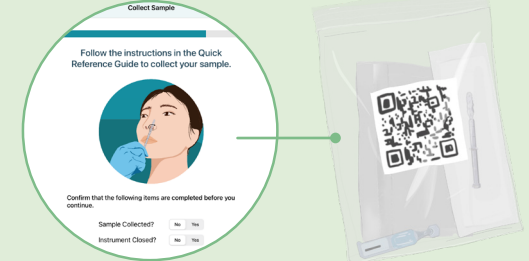 Collect Sample
Follow the instructions in the Quick
Reference Guide to collect your sample.
Confirm that the following items are completed before you
continue.
Sample Collected? No Yes
Instrument Closed? No Yes